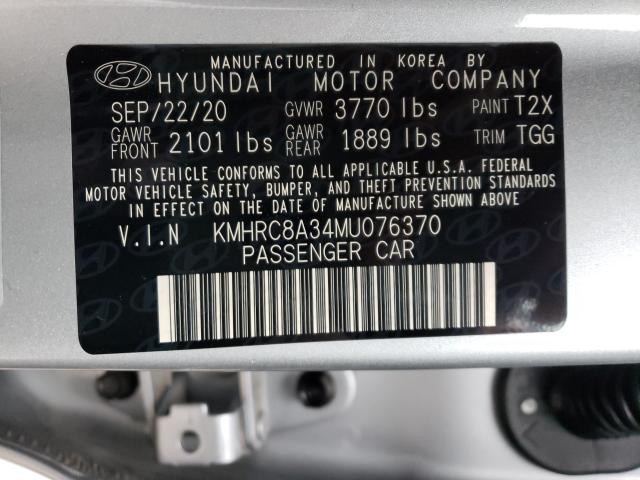 MANUFACTURED IN KOREA BY
HYUNDAI MOTOR COMPANY
SEP/22/20 GVWR 3770 lbs PAINT T2X
GAWR FRONT 2101 lbs GAWR REAR 1889 lbs TRIM TGG
THIS VEHICLE CONFORMS TO ALL APPLICABLE U.S.A. FEDERAL
MOTOR VEHICLE SAFETY, BUMPER, AND THEFT PREVENTION STANDARDS
IN EFFECT ON THE DATE OF MANUFACTURE SHOWN ABOVE
V.I.N KMHRC8A34MU076370
PASSENGER CAR